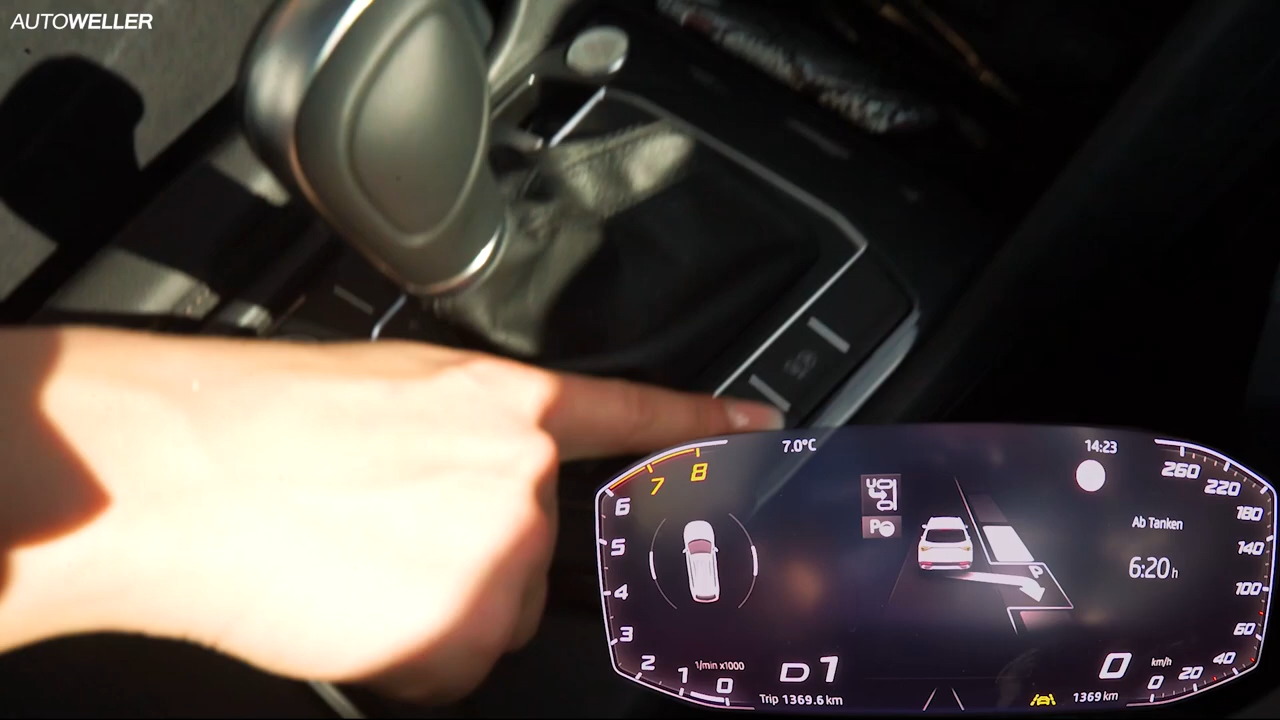 AUTOWELLER
7.0°C
14:23
7
8
6
5
4
3
2
1
0
1/min x1000
D1
Trip 1369.6 km
P
P
Ab Tanken
6:20 h
260
220
180
140
100
60
40
20
0
0 km/h
1369 km